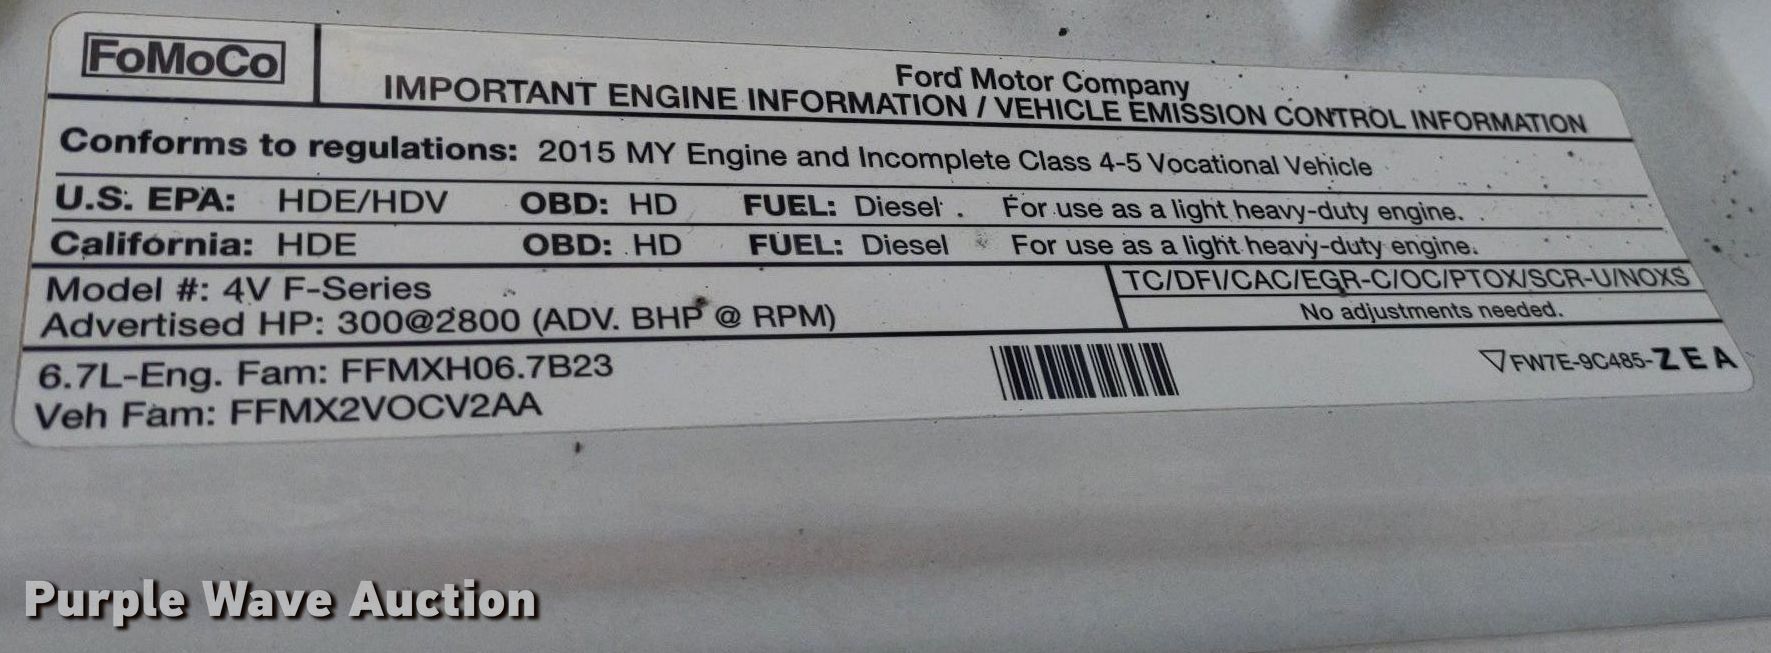 FoMoCo
Ford Motor Company
IMPORTANT ENGINE INFORMATION / VEHICLE EMISSION CONTROL INFORMATION
Conforms to regulations: 2015 MY Engine and Incomplete Class 4-5 Vocational Vehicle
U.S. EPA: HDE/HDV OBD: HD FUEL: Diesel . For use as a light heavy-duty engine.
California: HDE OBD: HD FUEL: Diesel For use as a light heavy-duty engine.
Model #: 4V F-Series
TC/DFI/CAC/EGR-C/OC/PTOX/SCR-U/NOXS
Advertised HP: 300@2800 (ADV. BHP @ RPM)
No adjustments needed.
6.7L-Eng. Fam: FFMXH06.7B23
FW7E-9C485-ZEA
Veh Fam: FFMX2VOCV2AA
Purple Wave Auction